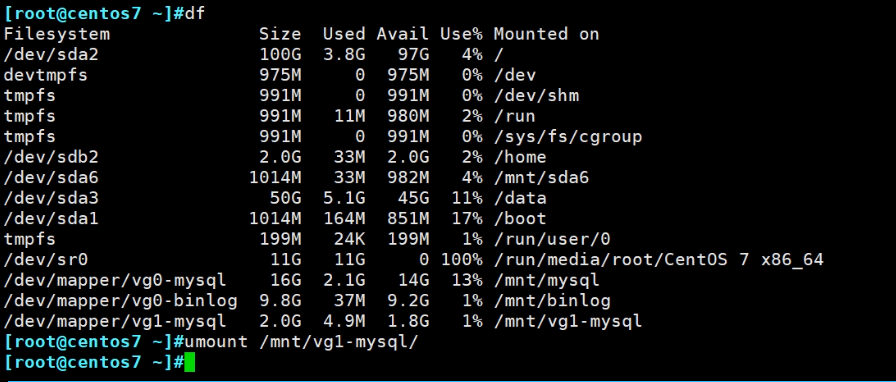 [root@centos7 ~]#df
Filesystem              Size  Used Avail Use% Mounted on
/dev/sda2               100G  3.8G   97G   4% /
devtmpfs                975M     0  975M   0% /dev
tmpfs                   991M     0  991M   0% /dev/shm
tmpfs                   991M   11M  980M   2% /run
tmpfs                   991M     0  991M   0% /sys/fs/cgroup
/dev/sdb2               2.0G   33M  2.0G   2% /home
/dev/sda6              1014M   33M  982M   4% /mnt/sda6
/dev/sda3                50G  5.1G   45G  11% /data
/dev/sda1              1014M  164M  851M  17% /boot
tmpfs                   199M   24K  199M   1% /run/user/0
/dev/sr0                 11G   11G     0 100% /run/media/root/CentOS 7 x86_64
/dev/mapper/vg0-mysql    16G  2.1G   14G  13% /mnt/mysql
/dev/mapper/vg0-binlog  9.8G   37M  9.2G   1% /mnt/binlog
/dev/mapper/vg1-mysql   2.0G  4.9M  1.8G   1% /mnt/vg1-mysql
[root@centos7 ~]#umount /mnt/vg1-mysql/
[root@centos7 ~]#